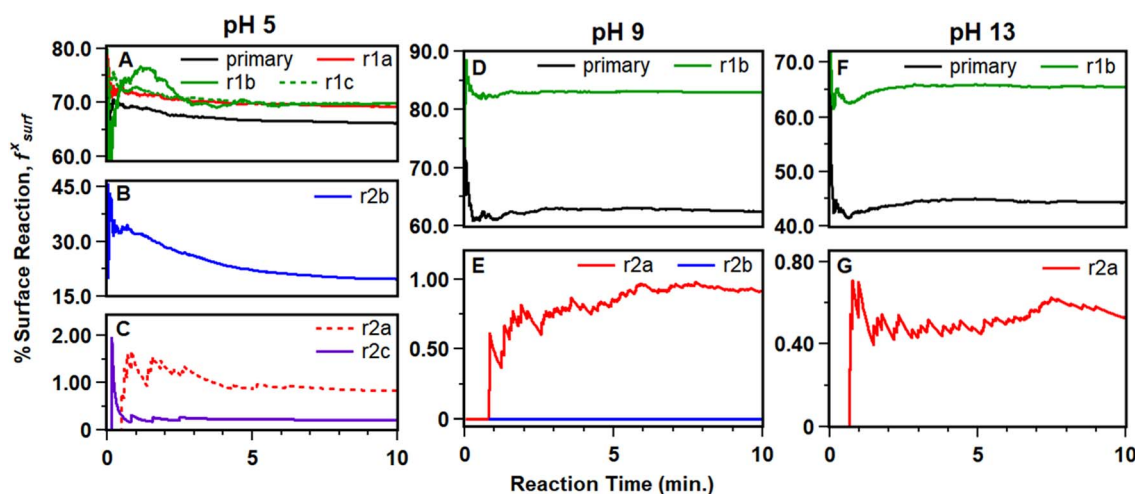 pH 5
pH 9
pH 13
% Surface Reaction, f^x_surf
A
primary
r1a
r1b
r1c
80.0
70.0
60.0
B
r2b
45.0
30.0
15.0
C
r2a
r2c
2.00
1.00
0
0
5
10
D
primary
r1b
90.0
80.0
70.0
60.0
E
r2a
r2b
1.00
0.50
0
0
5
10
F
primary
r1b
70.0
60.0
50.0
40.0
G
r2a
0.80
0.40
0
0
5
10
Reaction Time (min.)